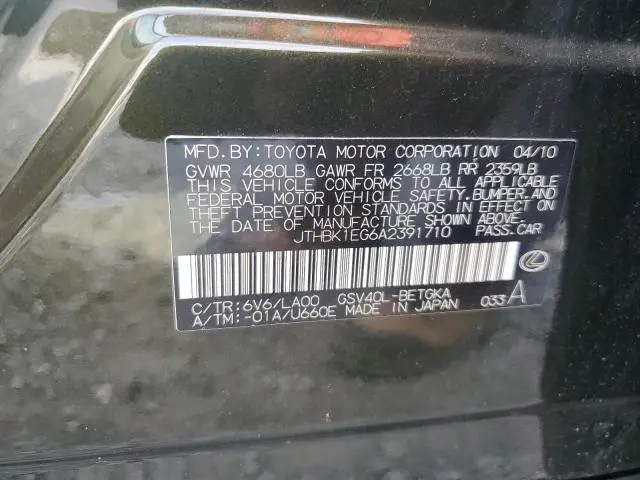 MFD. BY: TOYOTA MOTOR CORPORATION 04/10
GVWR 4680LB GAWR FR 2668LB RR 2359LB
THIS VEHICLE CONFORMS TO ALL APPLICABLE
FEDERAL MOTOR VEHICLE SAFETY, BUMPER, AND
THEFT PREVENTION STANDARDS IN EFFECT ON
THE DATE OF MANUFACTURE SHOWN ABOVE.
JTHBK1EG6A2391710 PASS.CAR
C/TR: 6V6/LA00 GSV40L-BETGKA
A/TM: -01A/U660E MADE IN JAPAN 033A